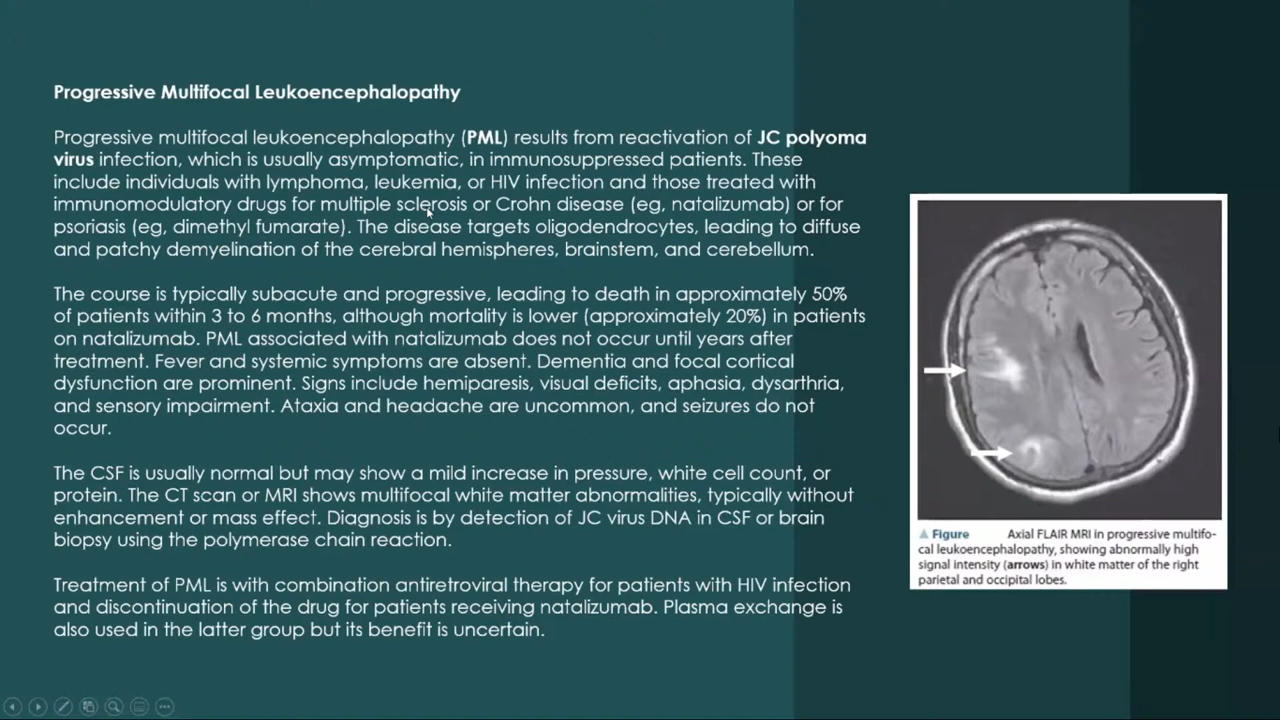 Progressive Multifocal Leukoencephalopathy
Progressive multifocal leukoencephalopathy (PML) results from reactivation of JC polyoma
virus infection, which is usually asymptomatic, in immunosuppressed patients. These
include individuals with lymphoma, leukemia, or HIV infection and those treated with
immunomodulatory drugs for multiple sclerosis or Crohn disease (eg, natalizumab) or for
psoriasis (eg, dimethyl fumarate). The disease targets oligodendrocytes, leading to diffuse
and patchy demyelination of the cerebral hemispheres, brainstem, and cerebellum.
The course is typically subacute and progressive, leading to death in approximately 50%
of patients within 3 to 6 months, although mortality is lower (approximately 20%) in patients
on natalizumab. PML associated with natalizumab does not occur until years after
treatment. Fever and systemic symptoms are absent. Dementia and focal cortical
dysfunction are prominent. Signs include hemiparesis, visual deficits, aphasia, dysarthria,
and sensory impairment. Ataxia and headache are uncommon, and seizures do not
occur.
The CSF is usually normal but may show a mild increase in pressure, white cell count, or
protein. The CT scan or MRI shows multifocal white matter abnormalities, typically without
enhancement or mass effect. Diagnosis is by detection of JC virus DNA in CSF or brain
biopsy using the polymerase chain reaction.
Treatment of PML is with combination antiretroviral therapy for patients with HIV infection
and discontinuation of the drug for patients receiving natalizumab. Plasma exchange is
also used in the latter group but its benefit is uncertain.
▲ Figure Axial FLAIR MRI in progressive multifo-
cal leukoencephalopathy, showing abnormally high
signal intensity (arrows) in white matter of the right
parietal and occipital lobes.